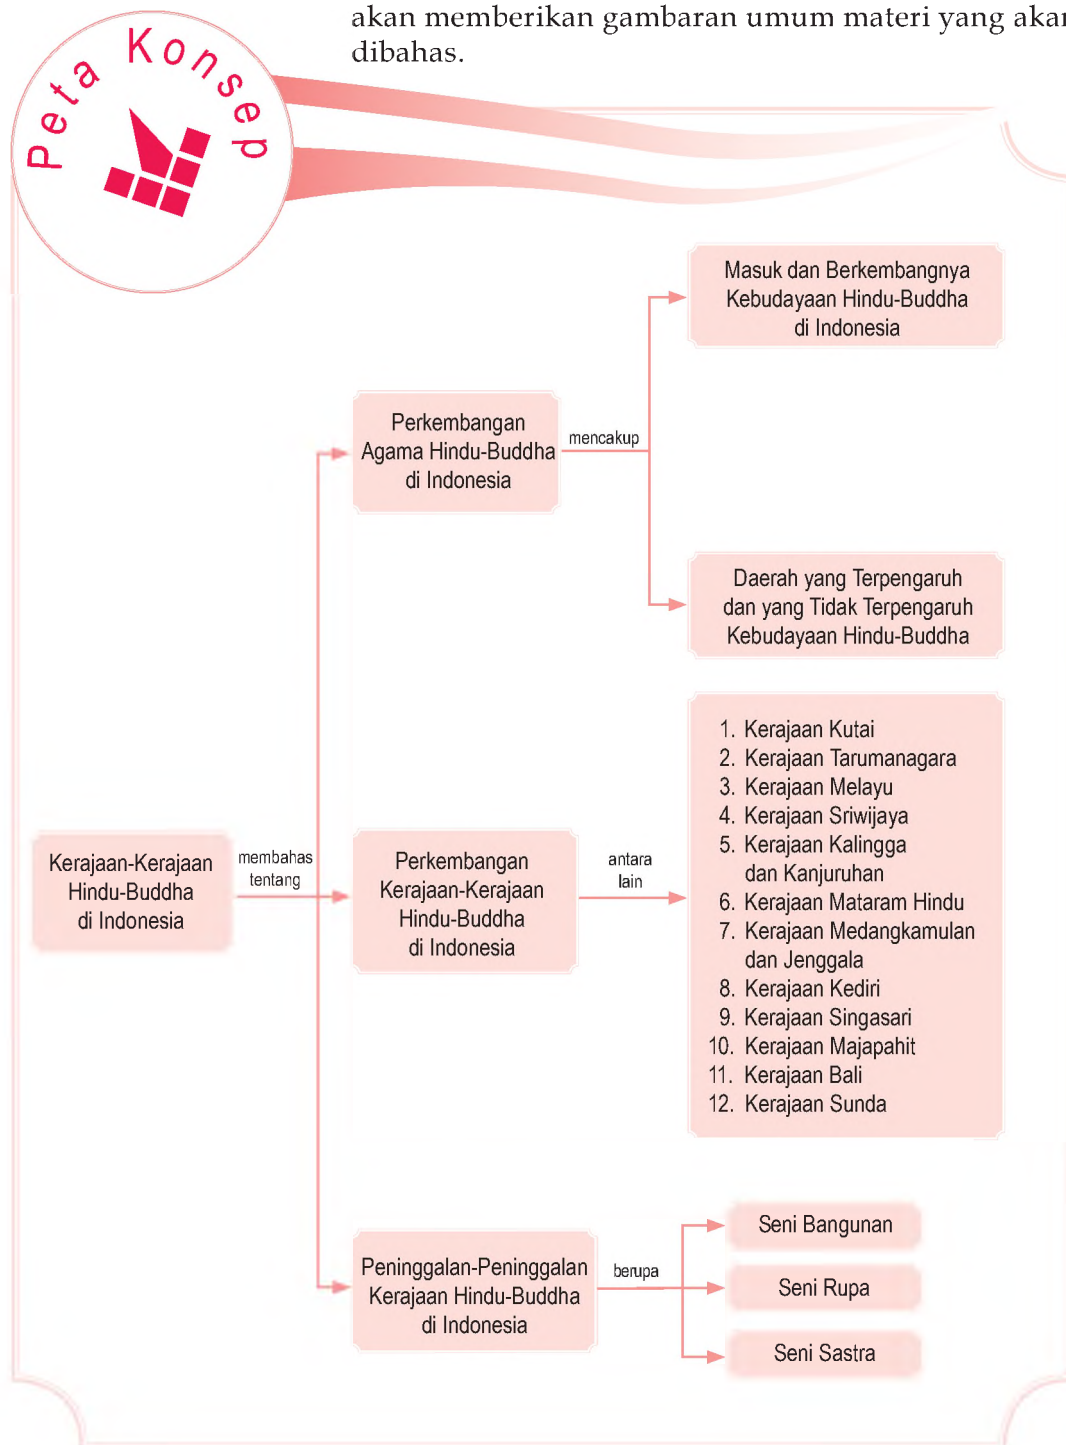 akan memberikan gambaran umum materi yang akan
dibahas.
Peta Konsep
Masuk dan Berkembangnya
Kebudayaan Hindu-Buddha
di Indonesia
Perkembangan
Agama Hindu-Buddha
di Indonesia
mencakup
Daerah yang Terpengaruh
dan yang Tidak Terpengaruh
Kebudayaan Hindu-Buddha
Kerajaan-Kerajaan
Hindu-Buddha
di Indonesia
membahas
tentang
Perkembangan
Kerajaan-Kerajaan
Hindu-Buddha
di Indonesia
antara
lain
1. Kerajaan Kutai
2. Kerajaan Tarumanagara
3. Kerajaan Melayu
4. Kerajaan Sriwijaya
5. Kerajaan Kalingga
dan Kanjuruhan
6. Kerajaan Mataram Hindu
7. Kerajaan Medangkamulan
dan Jenggala
8. Kerajaan Kediri
9. Kerajaan Singasari
10. Kerajaan Majapahit
11. Kerajaan Bali
12. Kerajaan Sunda
Peninggalan-Peninggalan
Kerajaan Hindu-Buddha
di Indonesia
berupa
Seni Bangunan
Seni Rupa
Seni Sastra